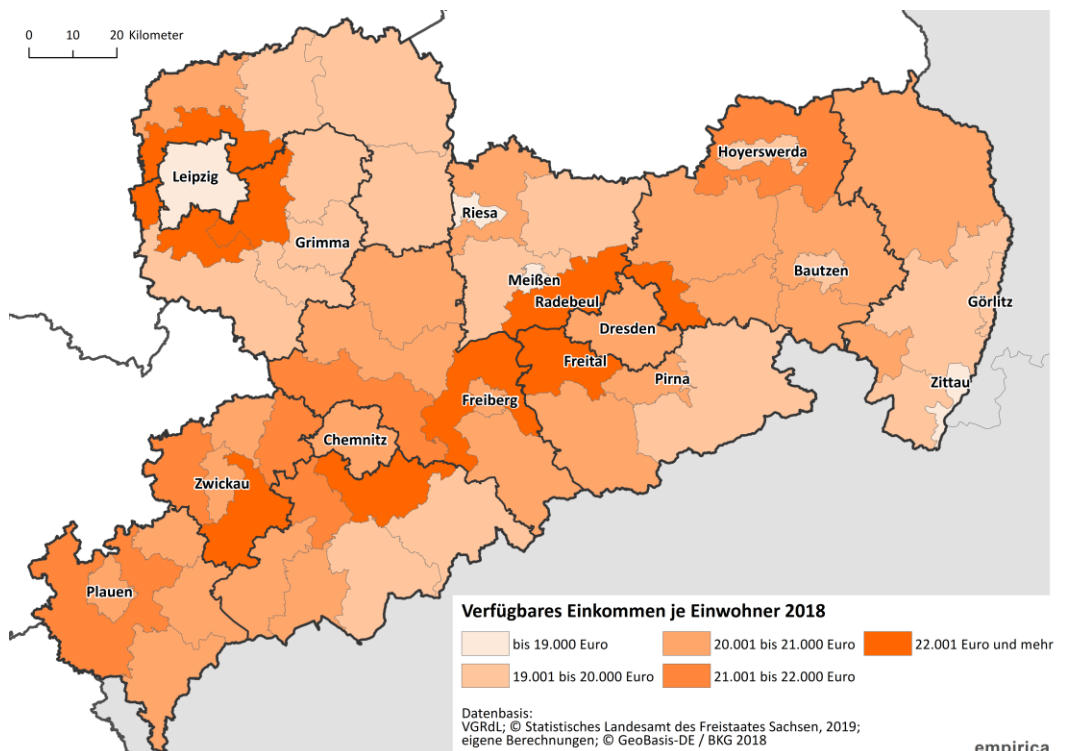 0 10 20 Kilometer
Hoyerswerda
Leipzig
Riesa
Grimma
Bautzen
Meißen
Görlitz
Radebeul
Dresden
Freital
Pirna
Zittau
Freiberg
Chemnitz
Zwickau
Plauen
Verfügbares Einkommen je Einwohner 2018
bis 19.000 Euro
20.001 bis 21.000 Euro
22.001 Euro und mehr
19.001 bis 20.000 Euro
21.001 bis 22.000 Euro
Datenbasis:
VGRdL; © Statistisches Landesamt des Freistaates Sachsen, 2019;
eigene Berechnungen; © GeoBasis-DE / BKG 2018
empirica